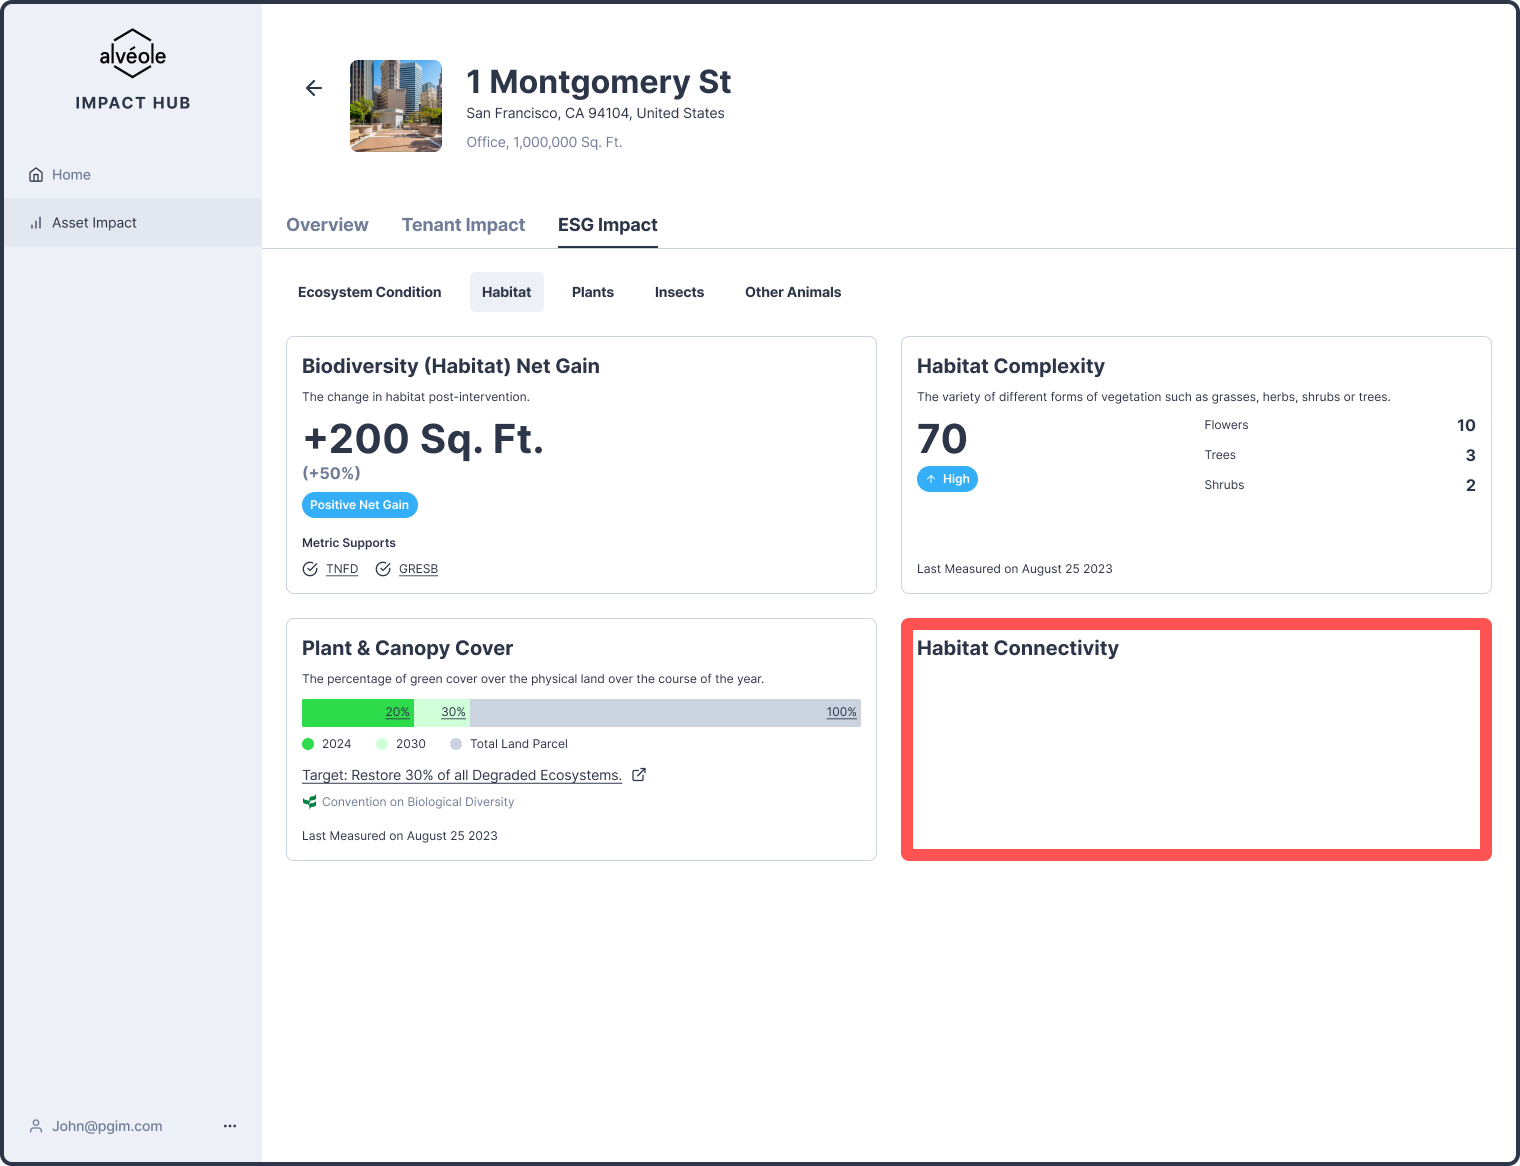 alvéole
IMPACT HUB
Home
Asset Impact
1 Montgomery St
San Francisco, CA 94104, United States
Office, 1,000,000 Sq. Ft.
Overview
Tenant Impact
ESG Impact
Ecosystem Condition
Habitat
Plants
Insects
Other Animals
Biodiversity (Habitat) Net Gain
The change in habitat post-intervention.
+200 Sq. Ft.
(+50%)
Positive Net Gain
Metric Supports
TNFD
GRESB
Habitat Complexity
The variety of different forms of vegetation such as grasses, herbs, shrubs or trees.
70
High
Flowers 10
Trees 3
Shrubs 2
Last Measured on August 25 2023
Plant & Canopy Cover
The percentage of green cover over the physical land over the course of the year.
20% 30% 100%
2024 2030 Total Land Parcel
Target: Restore 30% of all Degraded Ecosystems.
Convention on Biological Diversity
Last Measured on August 25 2023
Habitat Connectivity
John@pgim.com